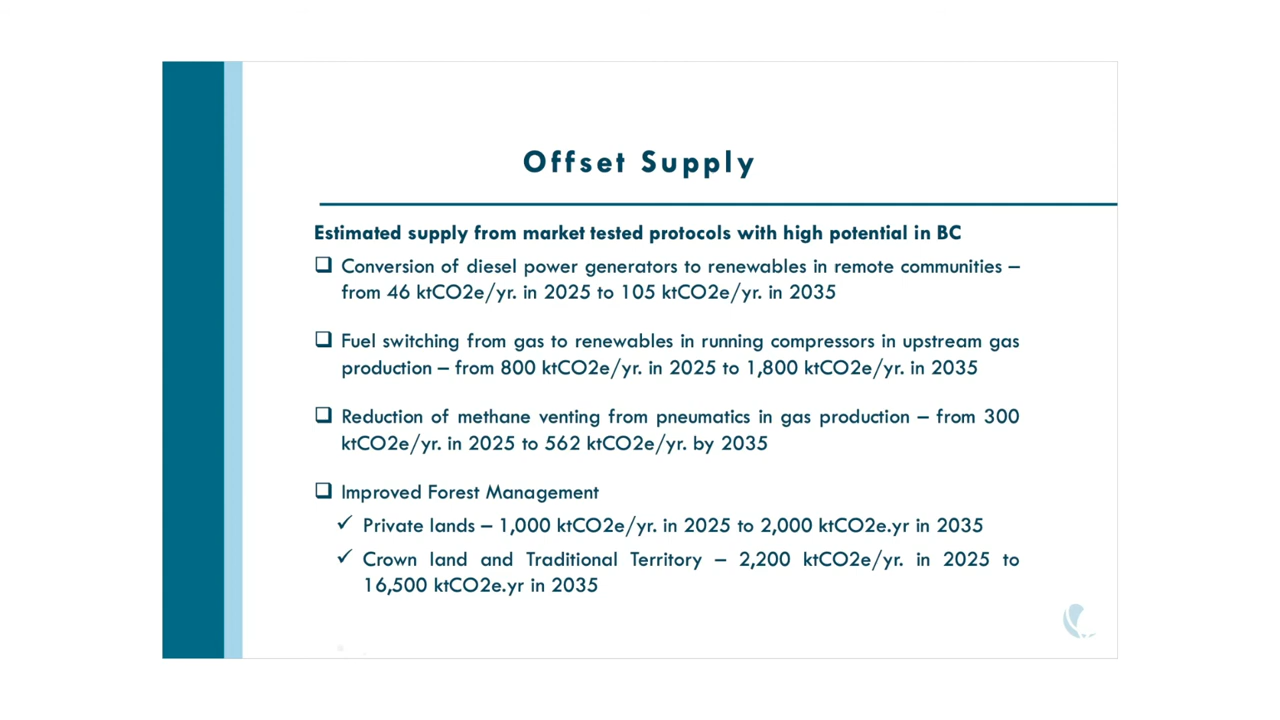 Offset Supply
Estimated supply from market tested protocols with high potential in BC
❑ Conversion of diesel power generators to renewables in remote communities –
from 46 ktCO2e/yr. in 2025 to 105 ktCO2e/yr. in 2035
❑ Fuel switching from gas to renewables in running compressors in upstream gas
production – from 800 ktCO2e/yr. in 2025 to 1,800 ktCO2e/yr. in 2035
❑ Reduction of methane venting from pneumatics in gas production – from 300
ktCO2e/yr. in 2025 to 562 ktCO2e/yr. by 2035
❑ Improved Forest Management
✓ Private lands – 1,000 ktCO2e/yr. in 2025 to 2,000 ktCO2e.yr in 2035
✓ Crown land and Traditional Territory – 2,200 ktCO2e/yr. in 2025 to
16,500 ktCO2e.yr in 2035